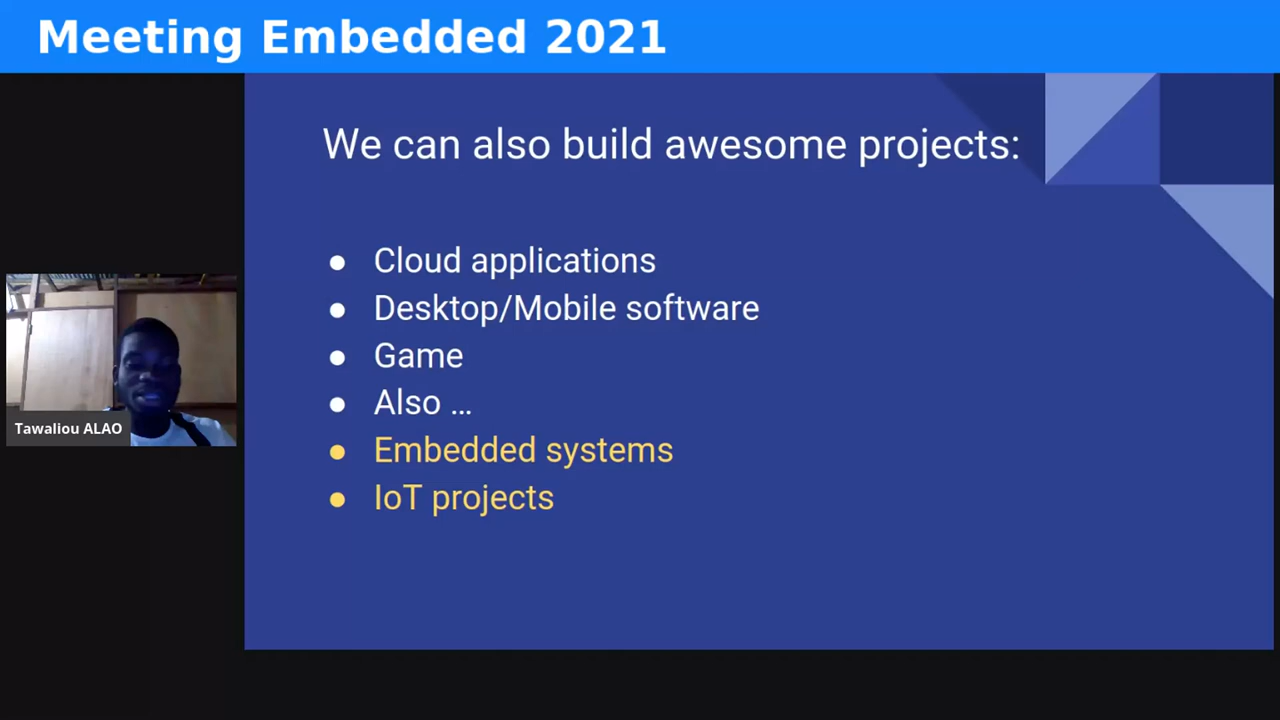 Meeting Embedded 2021
We can also build awesome projects:
● Cloud applications
● Desktop/Mobile software
● Game
● Also …
● Embedded systems
● IoT projects
Tawaliou ALAO